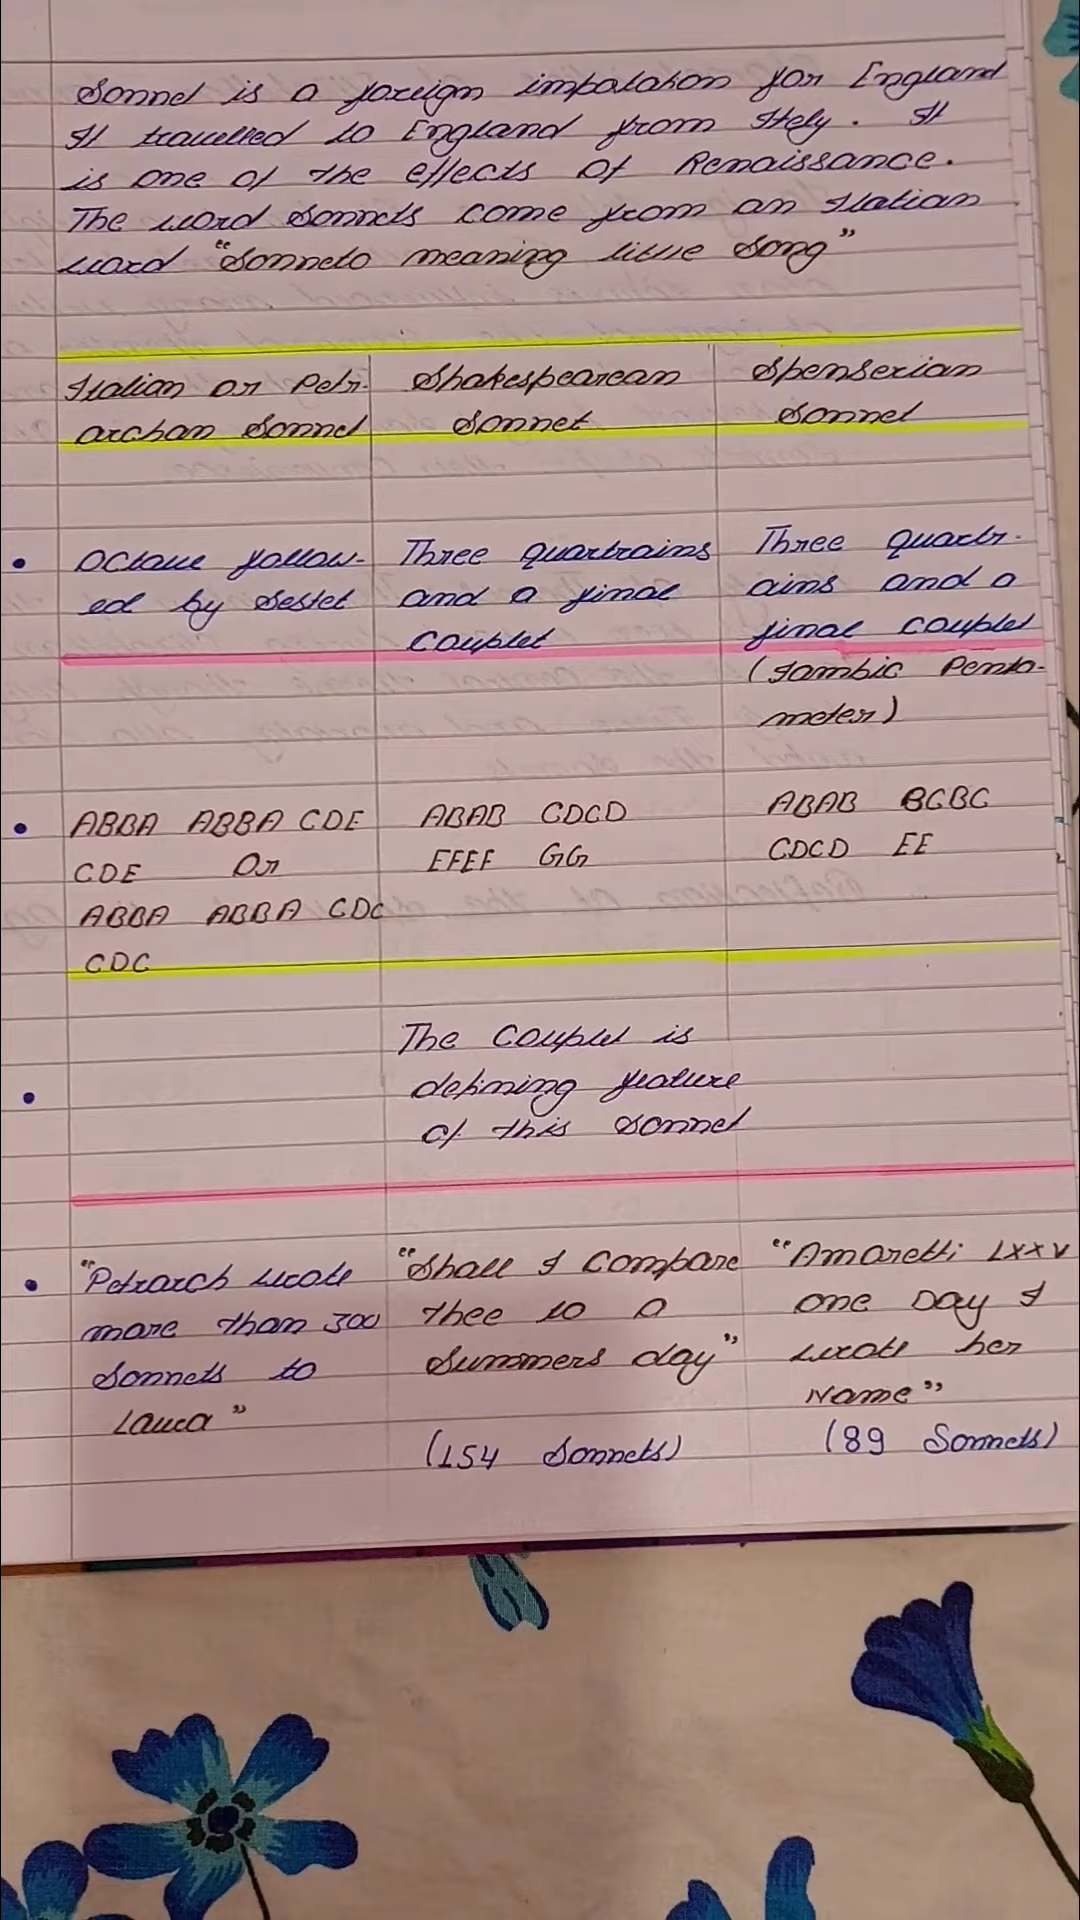 Sonnet is a foreign impotation for England
It travelled to England from Itely. It
is one of the effects of Renaissance.
The word Sonnets come from an Italian
word "Sonneto meaning little Song"
Italian or Petr-
archan Sonnet
Shakespearean
Sonnet
Spenserian
Sonnet
Octave follow-
ed by Sestet
Three quartrains
and a final
Couplet
Three quartr-
ains and a
final couplet
(Iambic Penta-
meter)
ABBA ABBA CDE
CDE Or
ABBA ABBA CDC
CDC
ABAB CDCD
EFEF GG
ABAB BCBC
CDCD EE
The Couplet is
defining feature
of this Sonnet
"Petrarch wrote
more than 300
Sonnets to
Laura"
"Shall I Compare
thee to a
Summers day"
(154 Sonnets)
"Amoretti LXXV
One Day I
wrote her
Name"
(89 Sonnets)